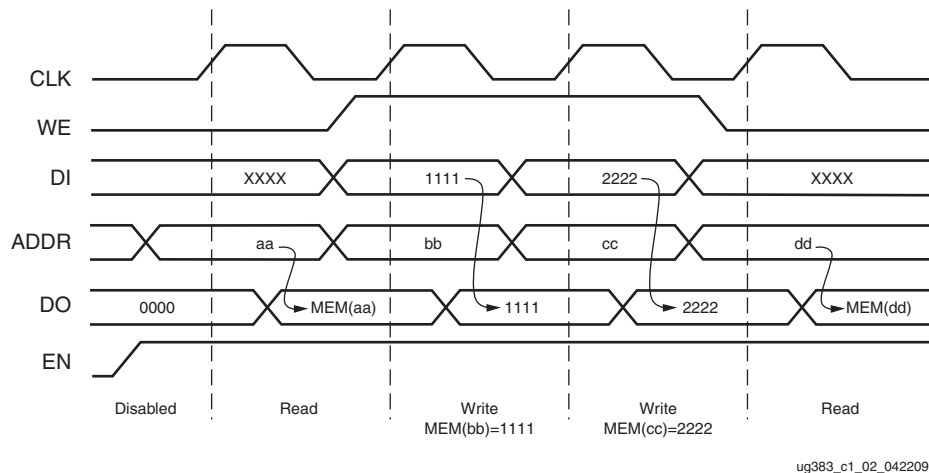 CLK
WE
DI XXXX 1111 2222 XXXX
ADDR aa bb cc dd
DO 0000 MEM(aa) 1111 2222 MEM(dd)
EN
Disabled Read Write Write Read
MEM(bb)=1111 MEM(cc)=2222
ug383_c1_02_042209